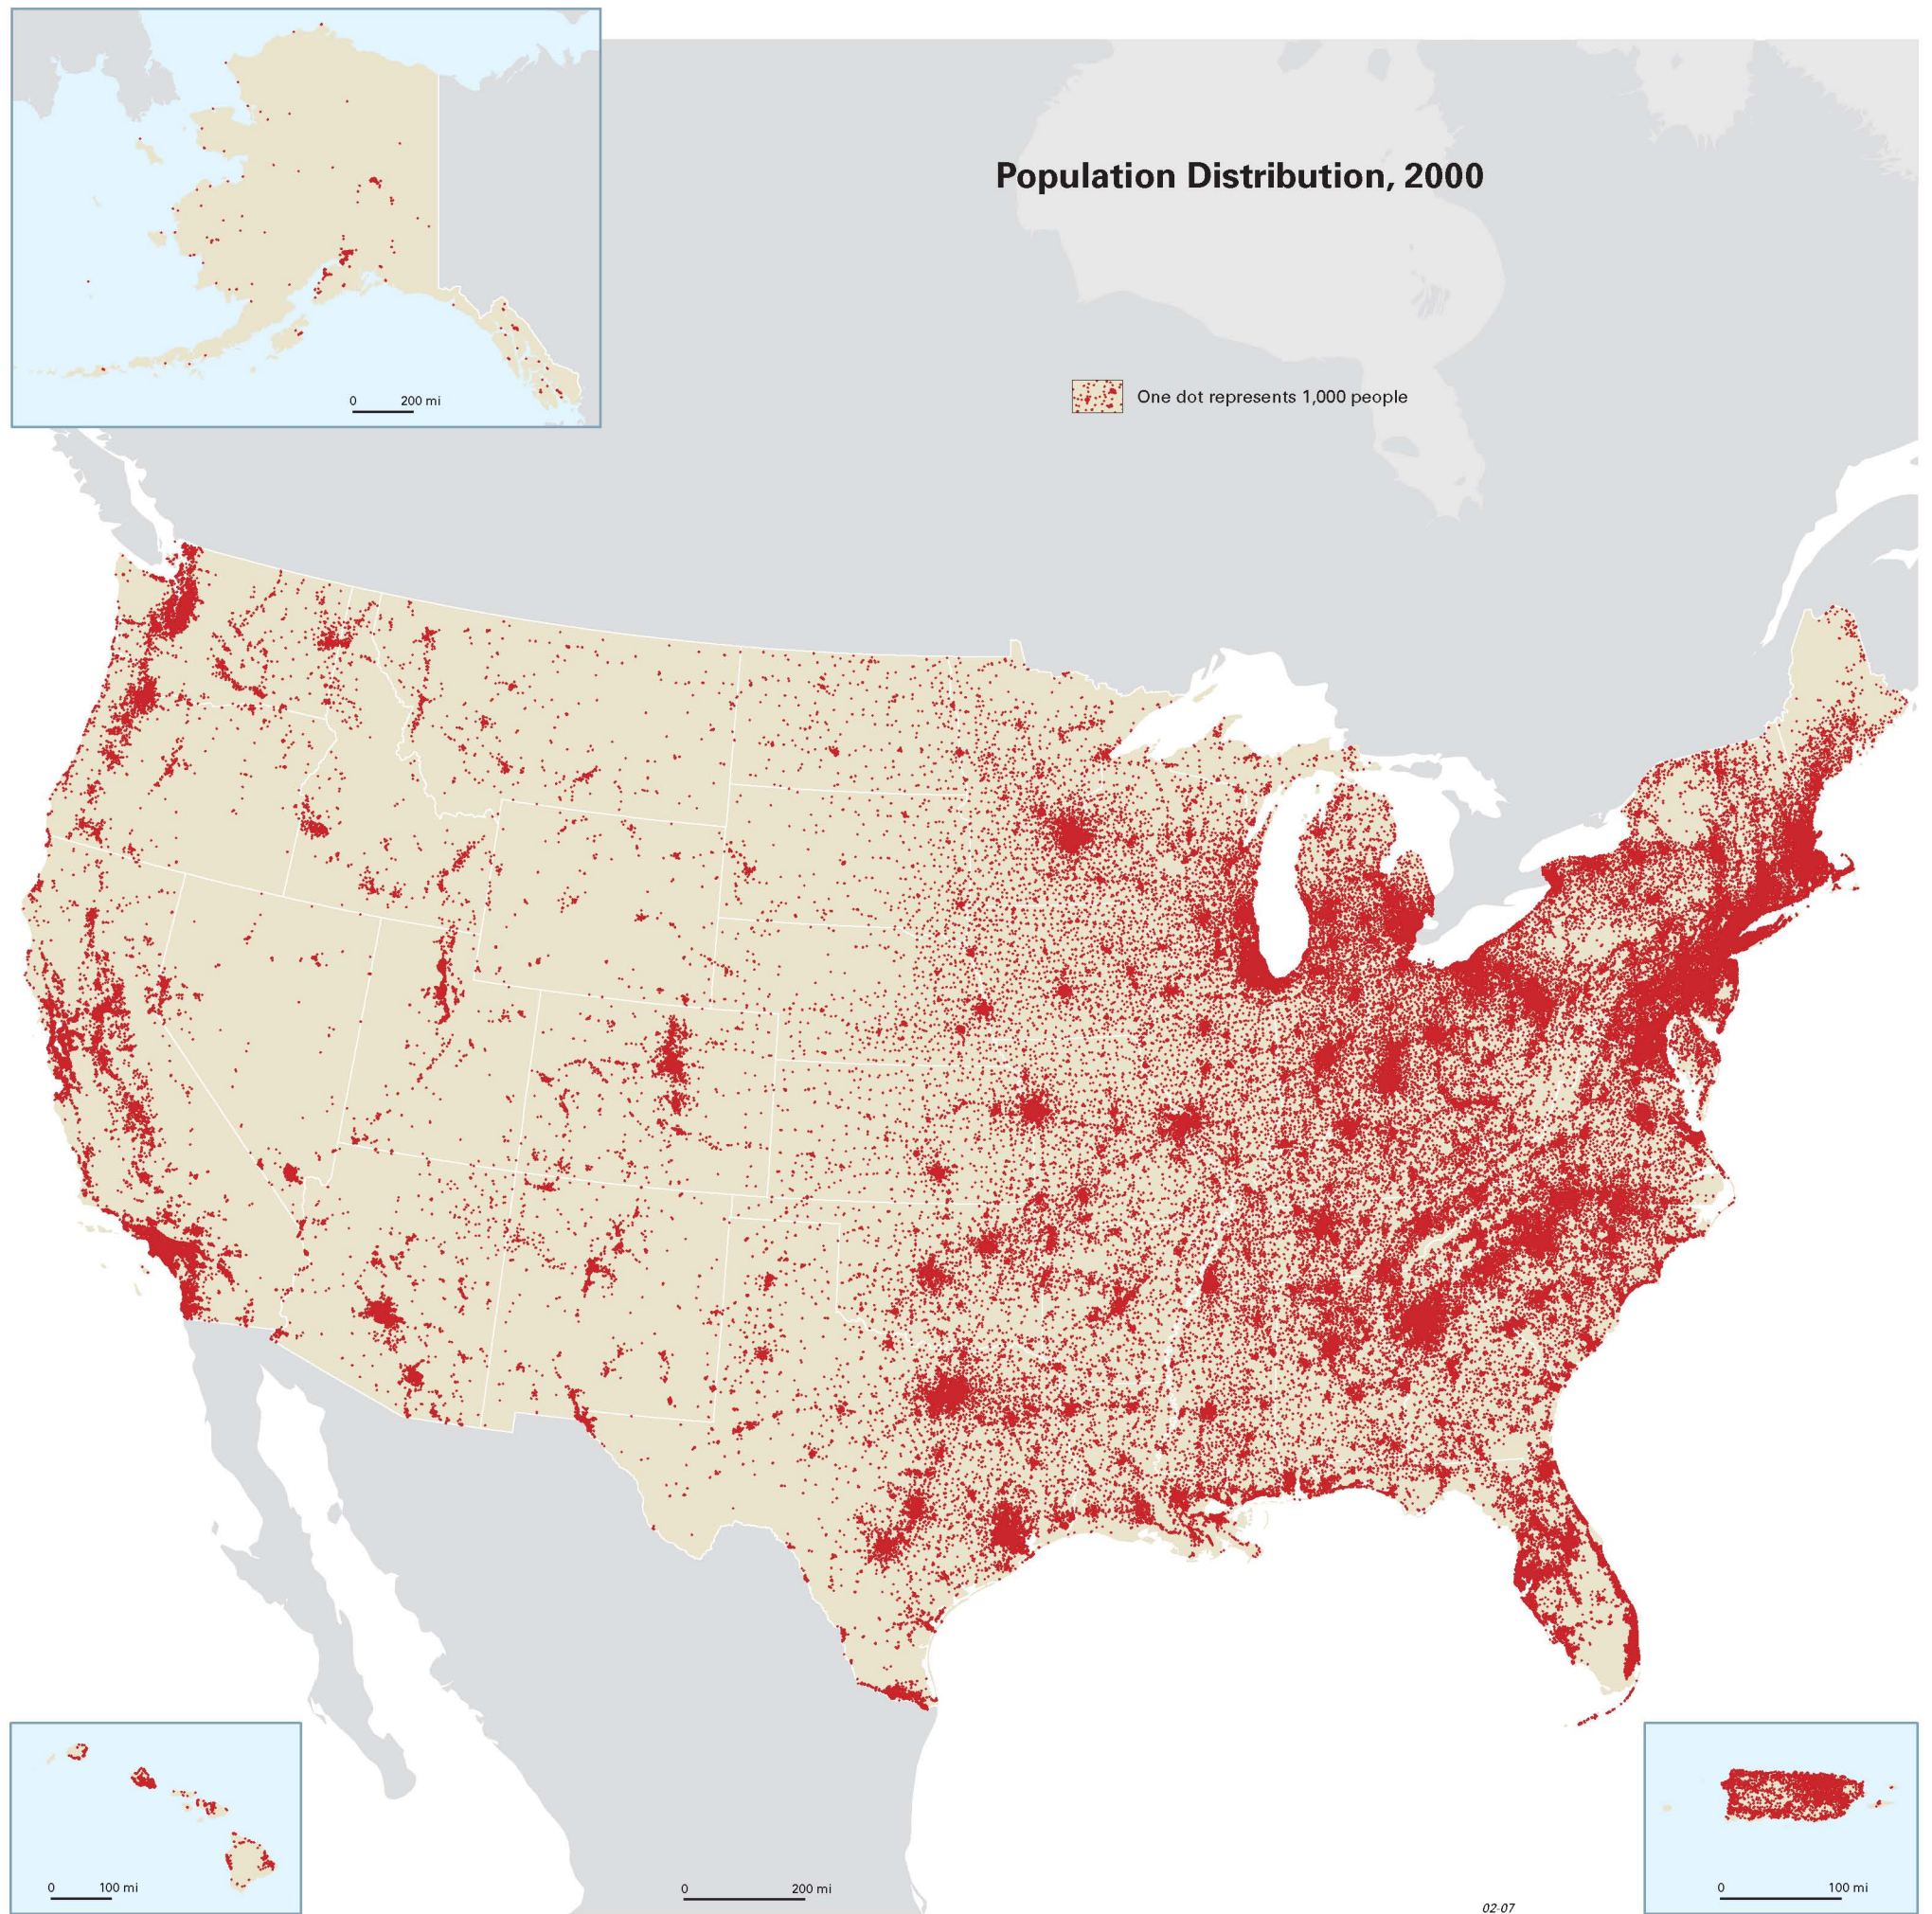 Population Distribution, 2000
One dot represents 1,000 people
0 200 mi
0 100 mi
0 200 mi
0 100 mi
02-07